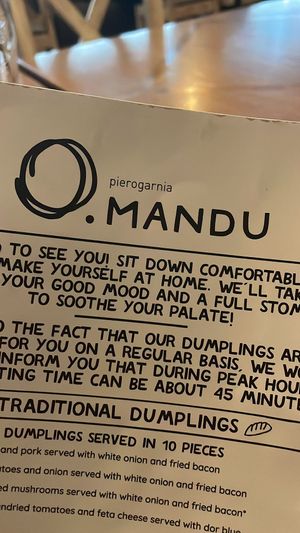 pierogarnia
O.MANDU
TO SEE YOU! SIT DOWN COMFORTABL
MAKE YOURSELF AT HOME. WE'LL TAK
YOUR GOOD MOOD AND A FULL STOM
TO SOOTHE YOUR PALATE!
O THE FACT THAT OUR DUMPLINGS AR
FOR YOU ON A REGULAR BASIS, WE WO
INFORM YOU THAT DURING PEAK HOU
TING TIME CAN BE ABOUT 45 MINUT
TRADITIONAL DUMPLINGS
DUMPLINGS SERVED IN 10 PIECES
and pork served with white onion and fried bacon
atoes and onion served with white onion and fried bacon
ed mushrooms served with white onion and fried bacon*
ndried tomatoes and feta cheese served with dor blue